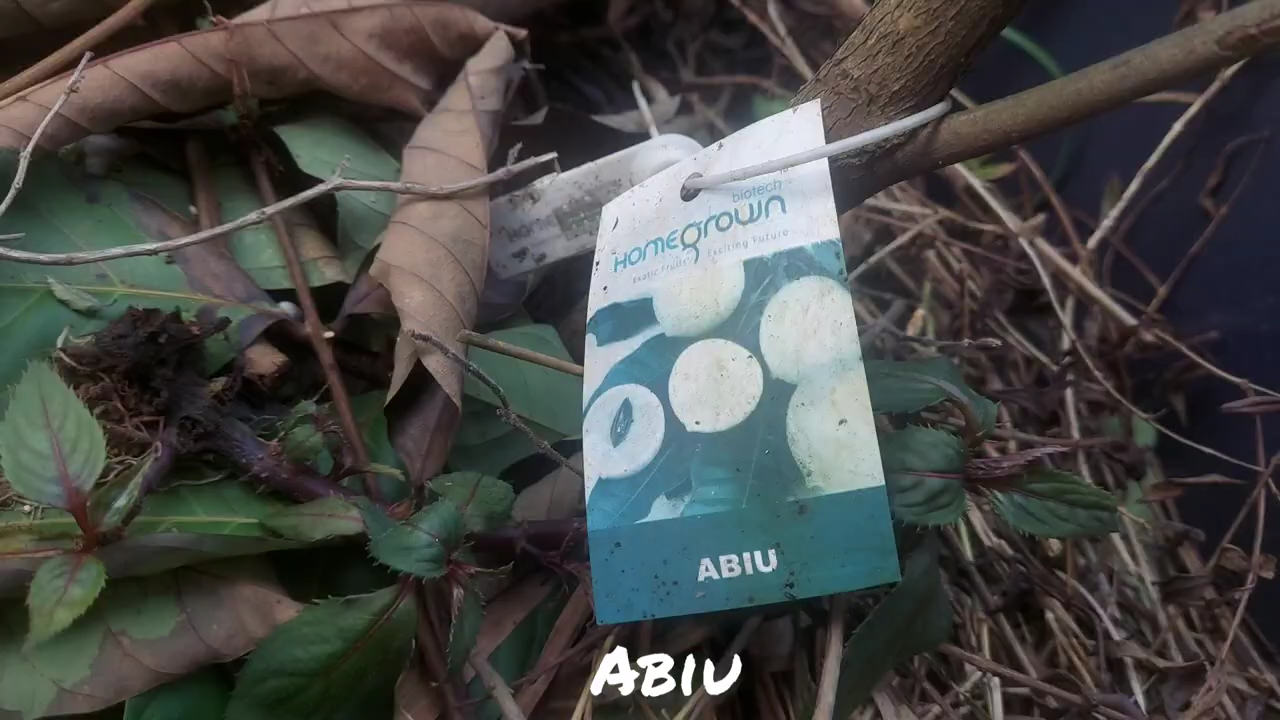 biotech
HOMEgrown
Exotic Fruits Exciting Future
ABIU
ABIU